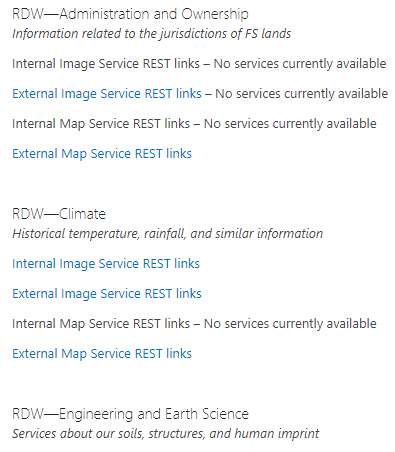 RDW—Administration and Ownership
Information related to the jurisdictions of FS lands
Internal Image Service REST links – No services currently available
External Image Service REST links – No services currently available
Internal Map Service REST links – No services currently available
External Map Service REST links
RDW—Climate
Historical temperature, rainfall, and similar information
Internal Image Service REST links
External Image Service REST links
Internal Map Service REST links – No services currently available
External Map Service REST links
RDW—Engineering and Earth Science
Services about our soils, structures, and human imprint